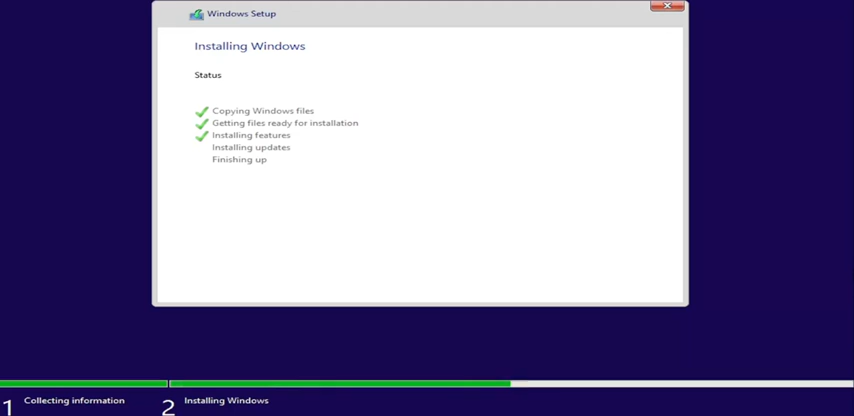 Windows Setup
Installing Windows
Status
Copying Windows files
Getting files ready for installation
Installing features
Installing updates
Finishing up
1 Collecting information
2 Installing Windows